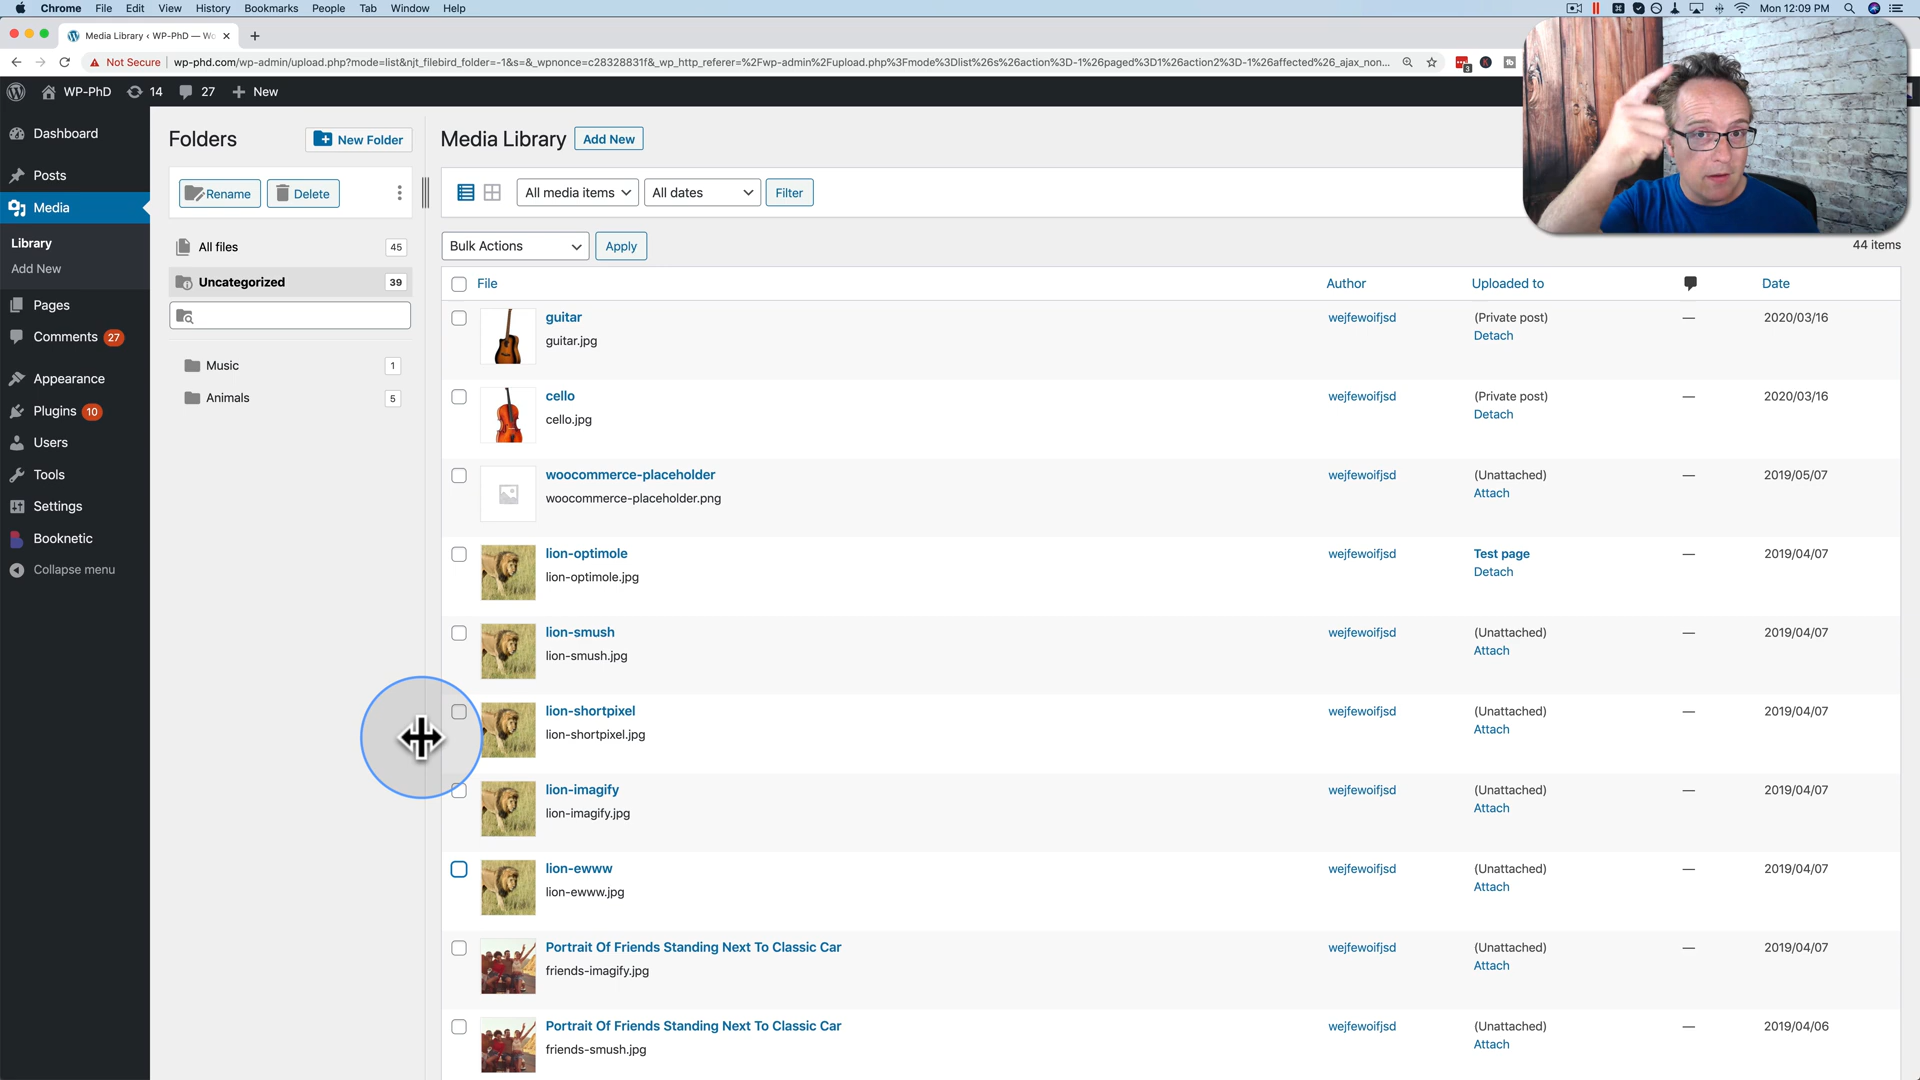 Chrome File Edit View History Bookmarks People Tab Window Help
Mon 12:09 PM
Media Library ‹ WP-PhD — Wo
Not Secure
wp-phd.com/wp-admin/upload.php?mode=list&njt_filebird_folder=-1&s=&_wpnonce=c28328831f&_wp_http_referer=%2Fwp-admin%2Fupload.php%3Fmode%3Dlist%26s%26action%3D-1%26paged%3D1%26action2%3D-1%26affected%26_ajax_non...
3
WP-PhD 14 27 New
Dashboard
Posts
Media
Library
Add New
Pages
Comments 27
Appearance
Plugins 10
Users
Tools
Settings
Booknetic
Collapse menu
Folders New Folder
Rename Delete
All files 45
Uncategorized 39
Music 1
Animals 5
Media Library Add New
All media items All dates Filter
Bulk Actions Apply
44 items
File Author Uploaded to Date
guitar wejfewoifjsd (Private post) — 2020/03/16
guitar.jpg Detach
cello wejfewoifjsd (Private post) — 2020/03/16
cello.jpg Detach
woocommerce-placeholder wejfewoifjsd (Unattached) — 2019/05/07
woocommerce-placeholder.png Attach
lion-optimole wejfewoifjsd Test page — 2019/04/07
lion-optimole.jpg Detach
lion-smush wejfewoifjsd (Unattached) — 2019/04/07
lion-smush.jpg Attach
lion-shortpixel wejfewoifjsd (Unattached) — 2019/04/07
lion-shortpixel.jpg Attach
lion-imagify wejfewoifjsd (Unattached) — 2019/04/07
lion-imagify.jpg Attach
lion-ewww wejfewoifjsd (Unattached) — 2019/04/07
lion-ewww.jpg Attach
Portrait Of Friends Standing Next To Classic Car wejfewoifjsd (Unattached) — 2019/04/07
friends-imagify.jpg Attach
Portrait Of Friends Standing Next To Classic Car wejfewoifjsd (Unattached) — 2019/04/06
friends-smush.jpg Attach